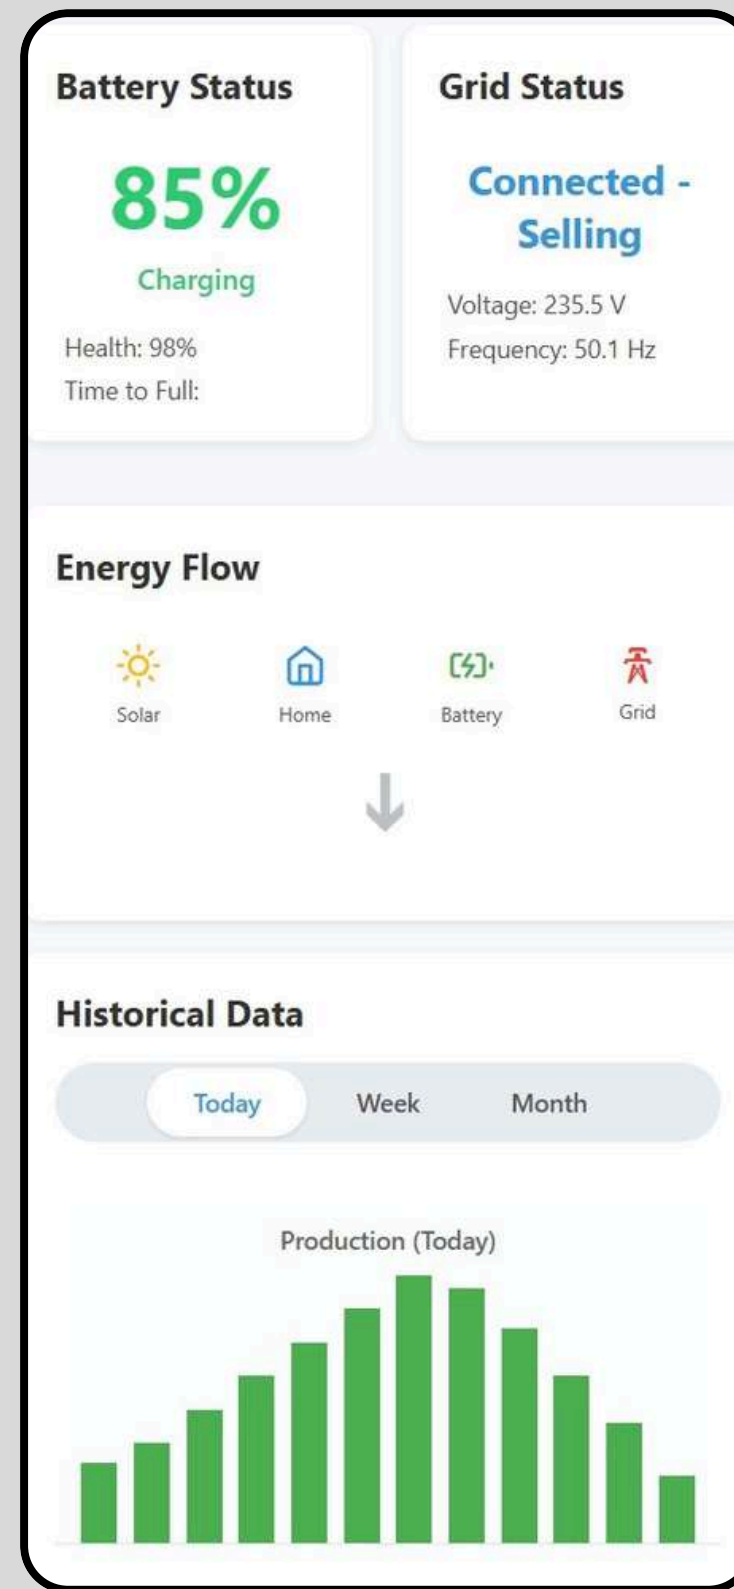 Battery Status
85%
Charging
Health: 98%
Time to Full:
Grid Status
Connected -
Selling
Voltage: 235.5 V
Frequency: 50.1 Hz
Energy Flow
Solar
Home
Battery
Grid
Historical Data
Today
Week
Month
Production (Today)